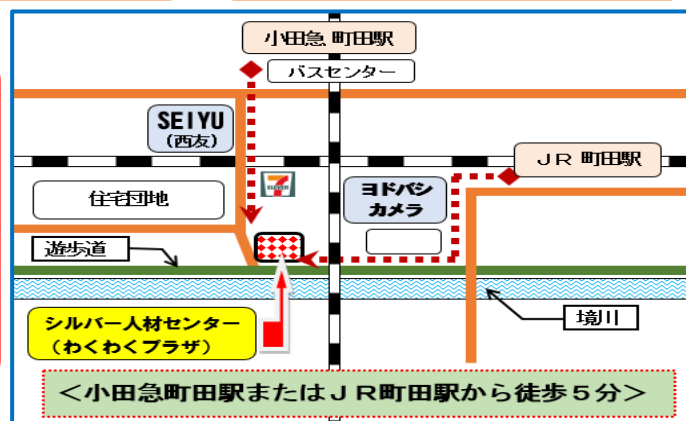 小田急 町田駅
バスセンター
SEIYU
(西友)
ＪＲ 町田駅
7
ELEVEN
住宅団地
ヨドバシ
カメラ
遊歩道
シルバー人材センター
(わくわくプラザ)
境川
＜小田急町田駅またはＪＲ町田駅から徒歩５分＞